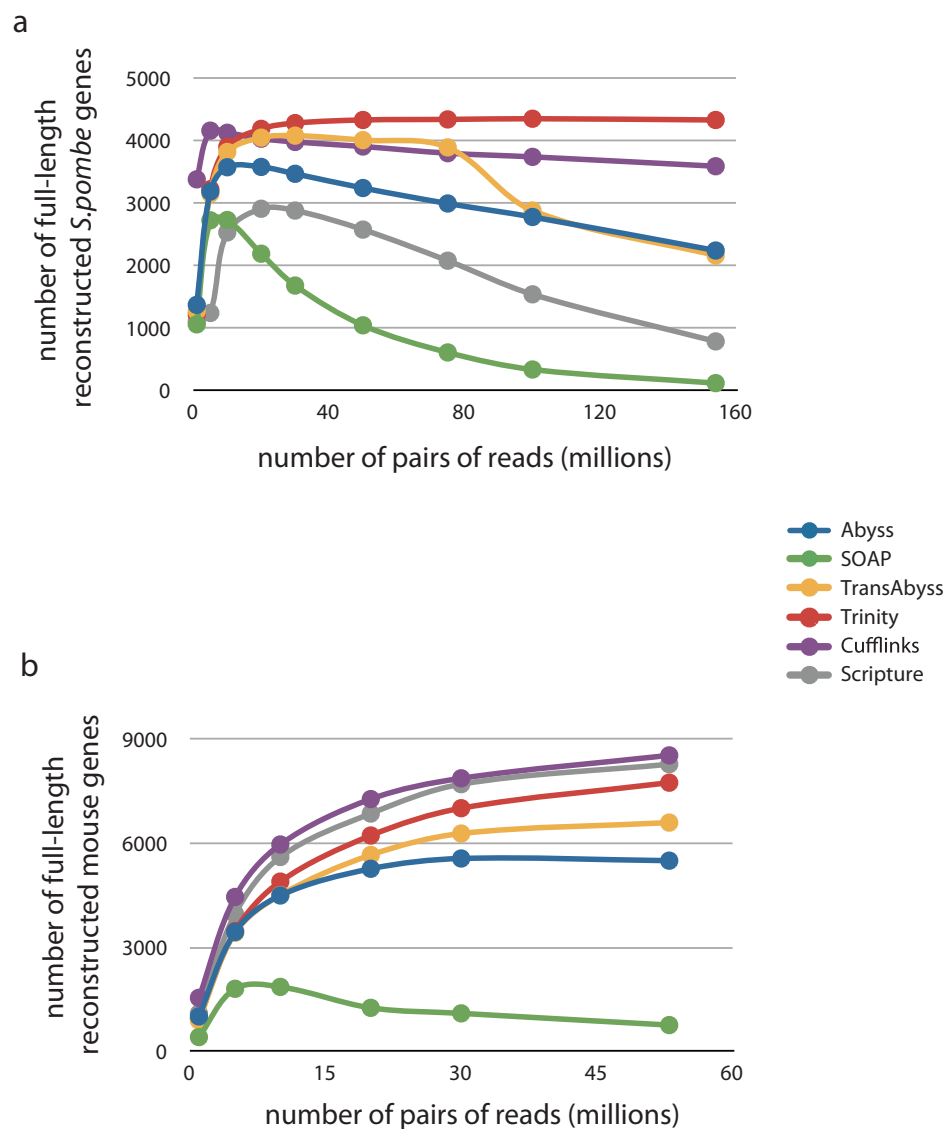 a
number of full-length
reconstructed S.pombe genes
5000
4000
3000
2000
1000
0
0 40 80 120 160
number of pairs of reads (millions)
Abyss
SOAP
TransAbyss
Trinity
Cufflinks
Scripture
b
number of full-length
reconstructed mouse genes
9000
6000
3000
0
0 15 30 45 60
number of pairs of reads (millions)